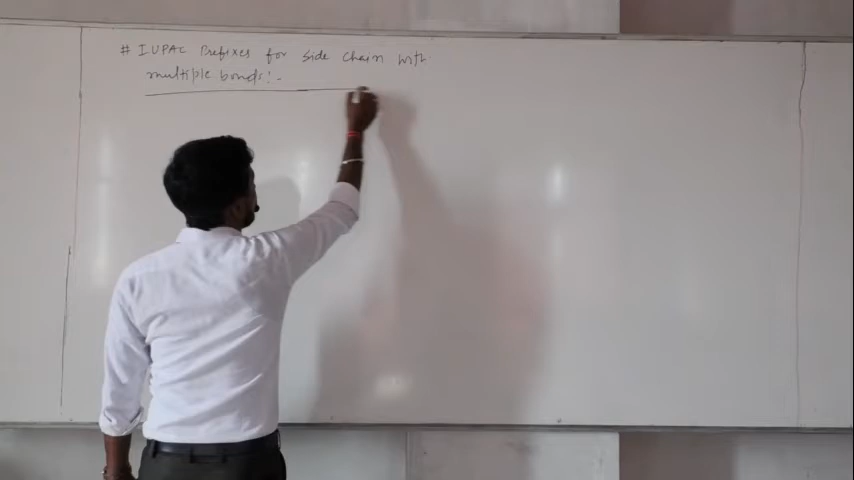 # IUPAC Prefixes for side chain with
multiple bonds:-